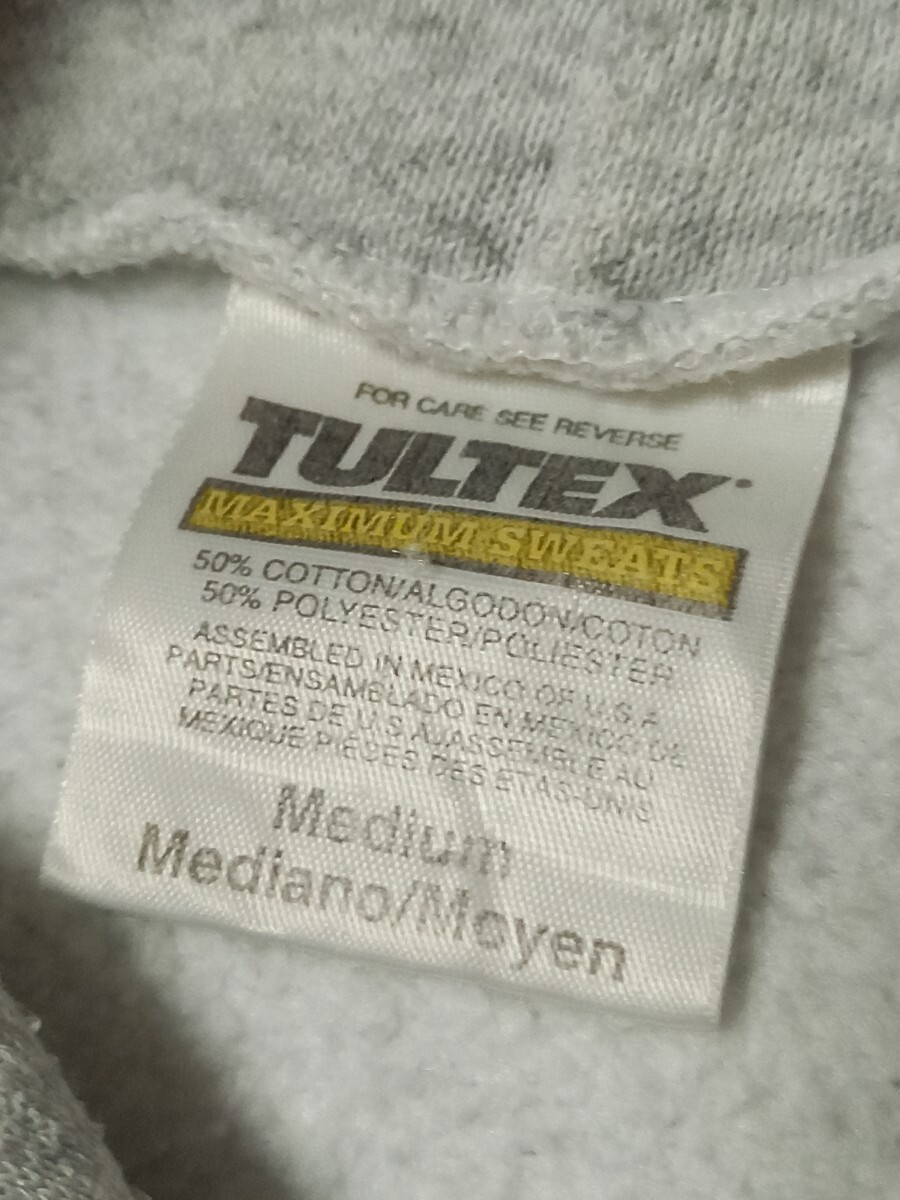 FOR CARE SEE REVERSE
TULTEX
MAXIMUM SWEATS
50% COTTON/ALGODON/COTON
50% POLYESTER/POLIESTER
ASSEMBLED IN MEXICO OF U.S.A.
PARTS/ENSAMBLADO EN MEXICO DE
PARTES DE U.S.A./ASSEMBLE AU
MEXIQUE PIECES DES ETAS-UNIS
Medium
Mediano/Moyen